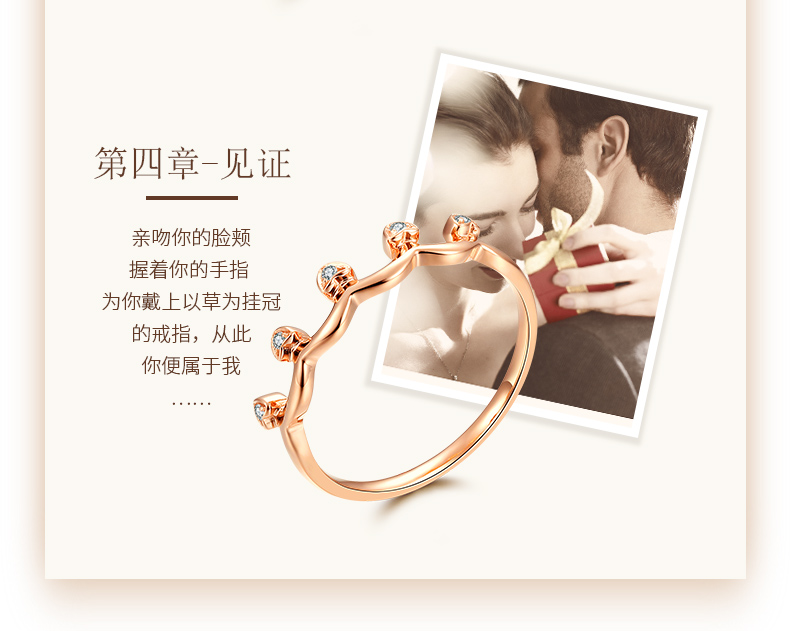 第四章-见证
亲吻你的脸颊
握着你的手指
为你戴上以草为挂冠
的戒指，从此
你便属于我
……